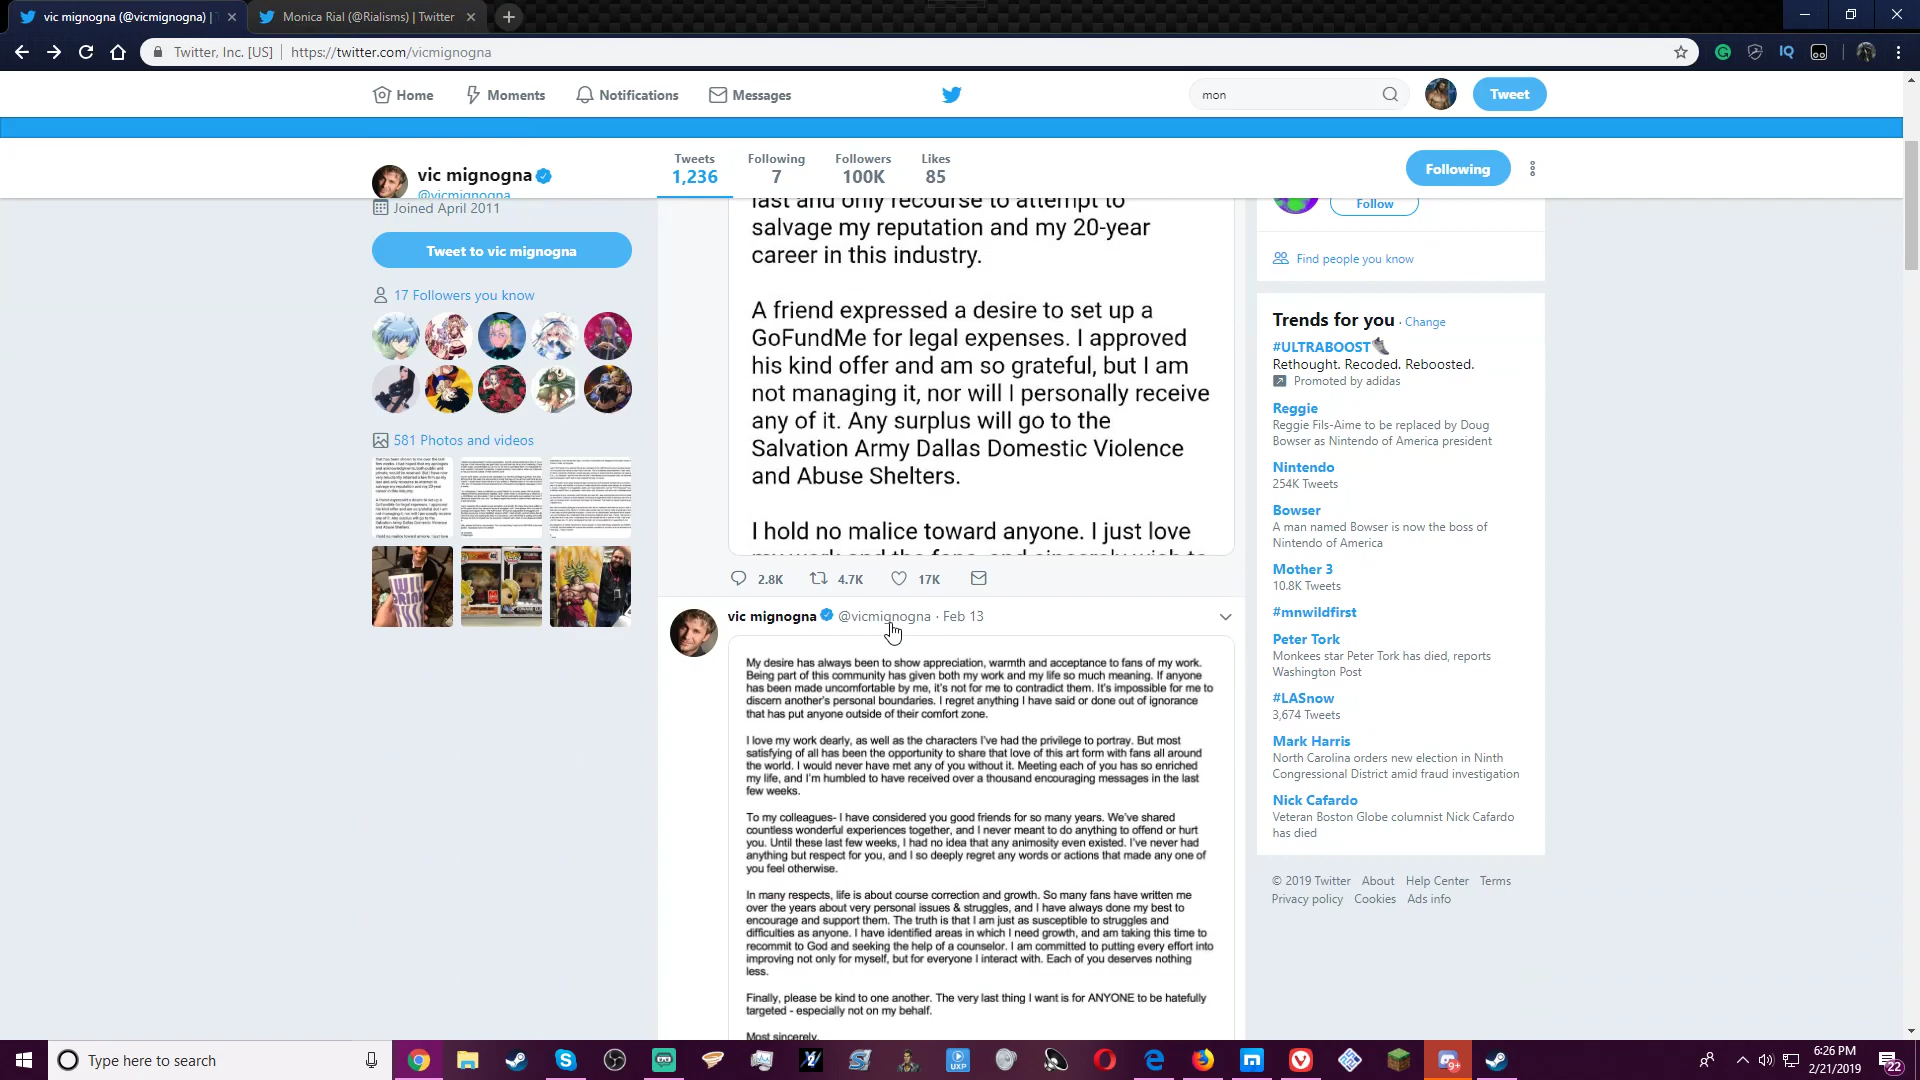 vic mignogna (@vicmignogna) | T
Monica Rial (@Rialisms) | Twitter
Twitter, Inc. [US]
https://twitter.com/vicmignogna
Home
Moments
Notifications
Messages
mon
Tweet
vic mignogna
@vicmignogna
Tweets
1,236
Following
7
Followers
100K
Likes
85
Following
Joined April 2011
Tweet to vic mignogna
17 Followers you know
581 Photos and videos
last and only recourse to attempt to
salvage my reputation and my 20-year
career in this industry.
A friend expressed a desire to set up a
GoFundMe for legal expenses. I approved
his kind offer and am so grateful, but I am
not managing it, nor will I personally receive
any of it. Any surplus will go to the
Salvation Army Dallas Domestic Violence
and Abuse Shelters.
I hold no malice toward anyone. I just love
my work and the fans, and sincerely wish to
2.8K
4.7K
17K
vic mignogna @vicmignogna · Feb 13
My desire has always been to show appreciation, warmth and acceptance to fans of my work.
Being part of this community has given both my work and my life so much meaning. If anyone
has been made uncomfortable by me, it's not for me to contradict them. It's impossible for me to
discern another's personal boundaries. I regret anything I have said or done out of ignorance
that has put anyone outside of their comfort zone.
I love my work dearly, as well as the characters I've had the privilege to portray. But most
satisfying of all has been the opportunity to share that love of this art form with fans all around
the world. I would never have met any of you without it. Meeting each of you has so enriched
my life, and I'm humbled to have received over a thousand encouraging messages in the last
few weeks.
To my colleagues- I have considered you good friends for so many years. We've shared
countless wonderful experiences together, and I never meant to do anything to offend or hurt
you. Until these last few weeks, I had no idea that any animosity even existed. I've never had
anything but respect for you, and I so deeply regret any words or actions that made any one of
you feel otherwise.
In many respects, life is about course correction and growth. So many fans have written me
over the years about very personal issues & struggles, and I have always done my best to
encourage and support them. The truth is that I am just as susceptible to struggles and
difficulties as anyone. I have identified areas in which I need growth, and am taking this time to
recommit to God and seeking the help of a counselor. I am committed to putting every effort into
improving not only for myself, but for everyone I interact with. Each of you deserves nothing
less.
Finally, please be kind to one another. The very last thing I want is for ANYONE to be hatefully
targeted - especially not on my behalf.
Most sincerely,
Follow
Find people you know
Trends for you · Change
#ULTRABOOST
Rethought. Recoded. Reboosted.
Promoted by adidas
Reggie
Reggie Fils-Aime to be replaced by Doug
Bowser as Nintendo of America president
Nintendo
254K Tweets
Bowser
A man named Bowser is now the boss of
Nintendo of America
Mother 3
10.8K Tweets
#mnwildfirst
Peter Tork
Monkees star Peter Tork has died, reports
Washington Post
#LASnow
3,674 Tweets
Mark Harris
North Carolina orders new election in Ninth
Congressional District amid fraud investigation
Nick Cafardo
Veteran Boston Globe columnist Nick Cafardo
has died
© 2019 Twitter About Help Center Terms
Privacy policy Cookies Ads info
Type here to search
UXP
9+
6:26 PM
2/21/2019
22